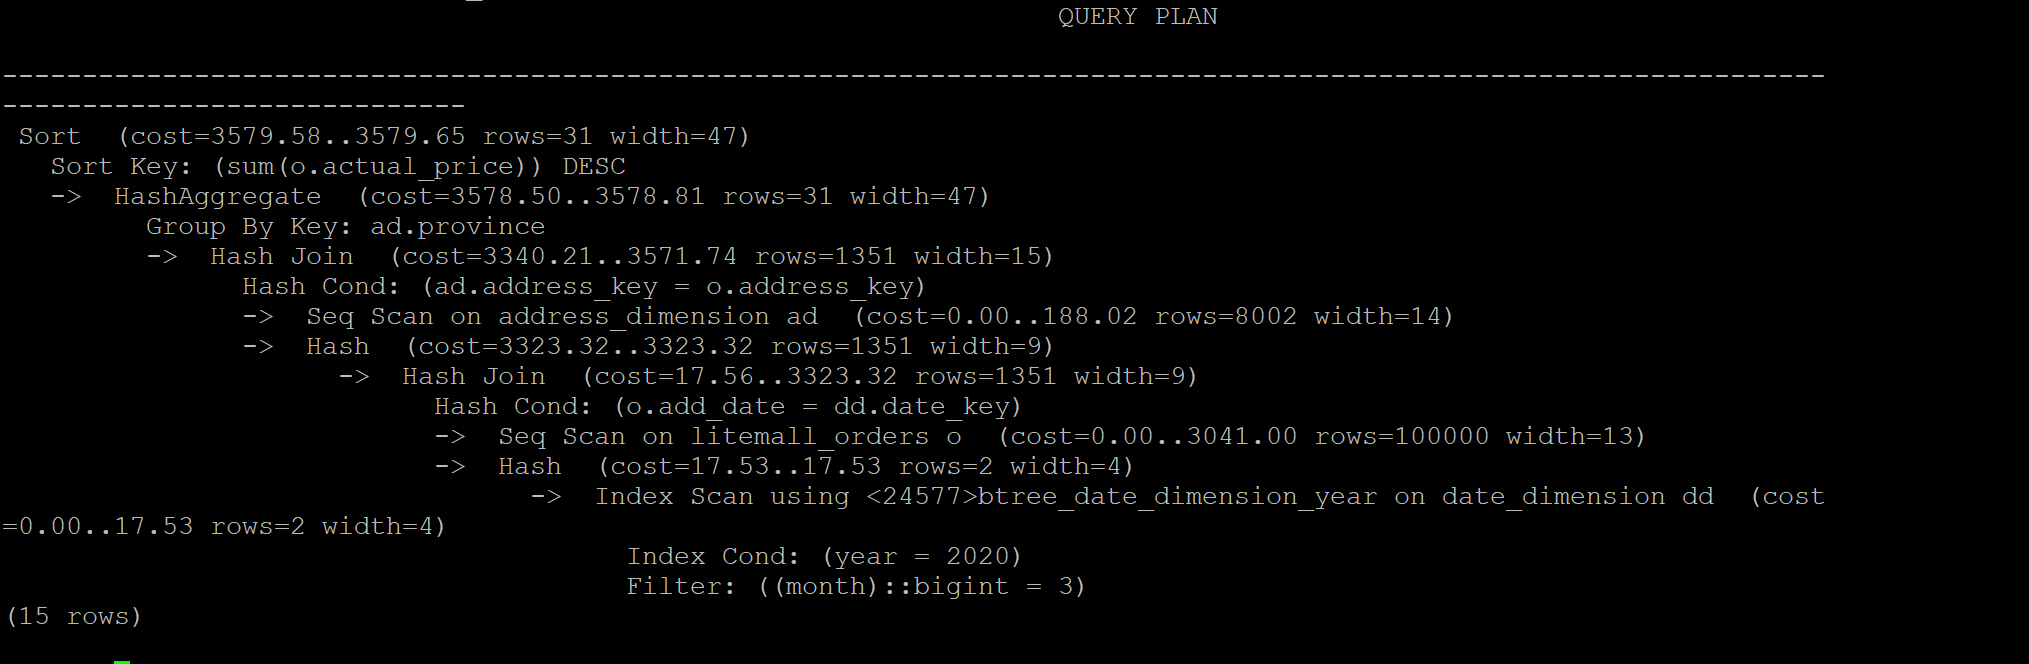 QUERY PLAN
------------------------------------------------------------------------------------------------------------------
-----------------------------
 Sort  (cost=3579.58..3579.65 rows=31 width=47)
   Sort Key: (sum(o.actual_price)) DESC
   ->  HashAggregate  (cost=3578.50..3578.81 rows=31 width=47)
         Group By Key: ad.province
         ->  Hash Join  (cost=3340.21..3571.74 rows=1351 width=15)
               Hash Cond: (ad.address_key = o.address_key)
               ->  Seq Scan on address_dimension ad  (cost=0.00..188.02 rows=8002 width=14)
               ->  Hash  (cost=3323.32..3323.32 rows=1351 width=9)
                     ->  Hash Join  (cost=17.56..3323.32 rows=1351 width=9)
                           Hash Cond: (o.add_date = dd.date_key)
                           ->  Seq Scan on litemall_orders o  (cost=0.00..3041.00 rows=100000 width=13)
                           ->  Hash  (cost=17.53..17.53 rows=2 width=4)
                                 ->  Index Scan using <24577>btree_date_dimension_year on date_dimension dd  (cost
=0.00..17.53 rows=2 width=4)
                                       Index Cond: (year = 2020)
                                       Filter: ((month)::bigint = 3)
(15 rows)